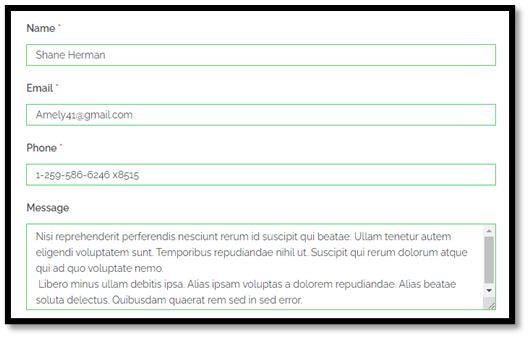 Name *
Shane Herman
Email *
Amely41@gmail.com
Phone *
1-259-586-6246 x8515
Message
Nisi reprehenderit perferendis nesciunt rerum id suscipit qui beatae. Ullam tenetur autem
eligendi voluptatem sunt. Temporibus repudiandae nihil ut. Suscipit qui rerum dolorum atque
qui ad quo voluptate nemo.
Libero minus ullam debitis ipsa. Alias ipsam voluptas a dolorem repudiandae. Alias beatae
soluta delectus. Quibusdam quaerat rem sed in sed error.